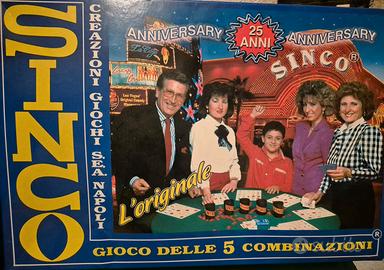 SINCO
CREAZIONI GIOCHI S.E.A. NAPOLI
ANNIVERSARY
25
ANNI
ANNIVERSARY
SINCO®
L'originale
GIOCO DELLE 5 COMBINAZIONI
®